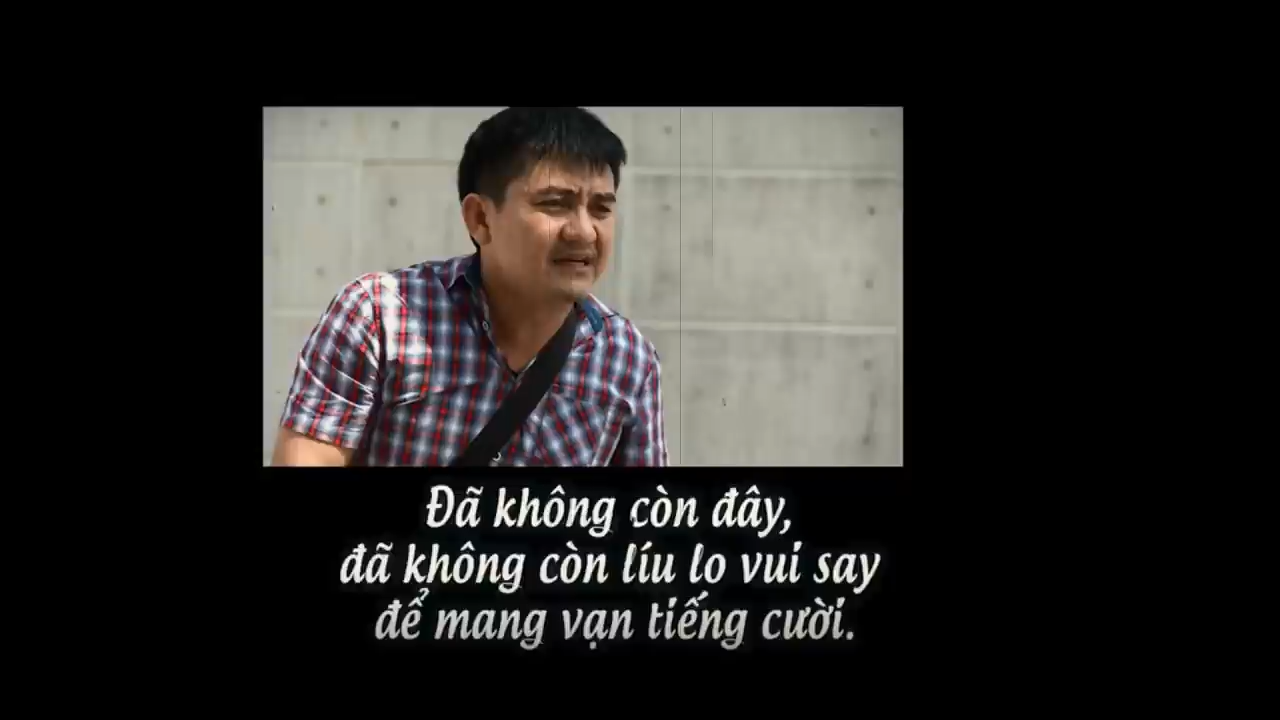 Đã không còn đây,
đã không còn líu lo vui say
để mang vạn tiếng cười.